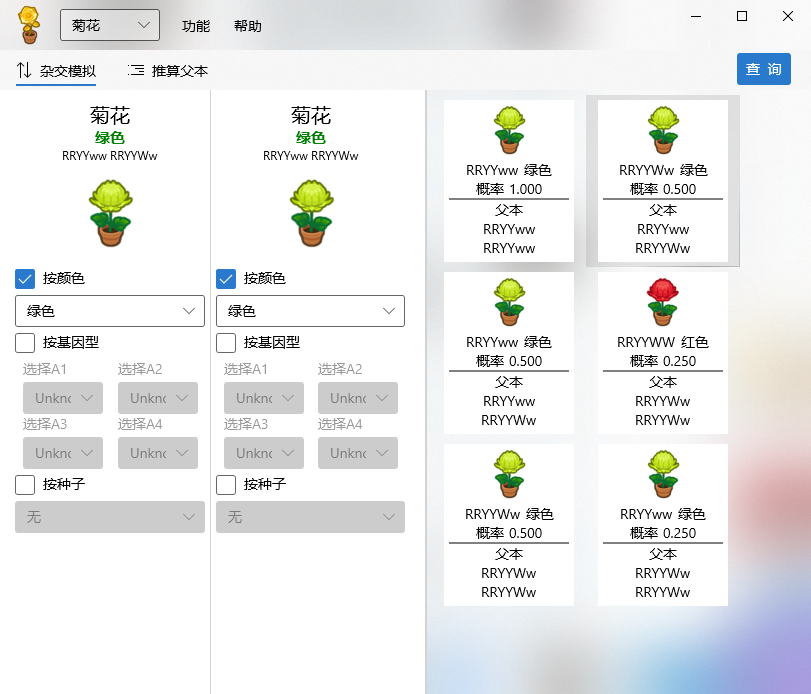 菊花 功能 帮助
杂交模拟 推算父本 查 询
菊花
绿色
RRYYww RRYYWw
按颜色
绿色
按基因型
选择A1 选择A2
Unknc Unknc
选择A3 选择A4
Unknc Unknc
按种子
无
菊花
绿色
RRYYww RRYYWw
按颜色
绿色
按基因型
选择A1 选择A2
Unknc Unknc
选择A3 选择A4
Unknc Unknc
按种子
无
RRYYww 绿色
概率 1.000
父本
RRYYww
RRYYww
RRYYWw 绿色
概率 0.500
父本
RRYYww
RRYYWw
RRYYww 绿色
概率 0.500
父本
RRYYww
RRYYWw
RRYYWW 红色
概率 0.250
父本
RRYYWw
RRYYWw
RRYYWw 绿色
概率 0.500
父本
RRYYWw
RRYYWw
RRYYww 绿色
概率 0.250
父本
RRYYWw
RRYYWw